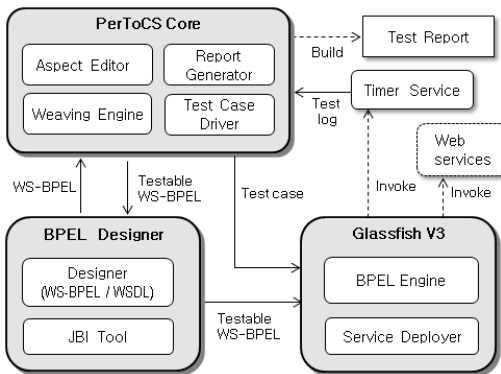 PerToCS Core
Aspect Editor
Report
Generator
Weaving Engine
Test Case
Driver
Build
Test Report
Test
log
Timer Service
Web
services
WS-BPEL
Testable
WS-BPEL
Test case
Invoke
Invoke
BPEL Designer
Designer
(WS-BPEL / WSDL)
JBI Tool
Testable
WS-BPEL
Glassfish V3
BPEL Engine
Service Deployer